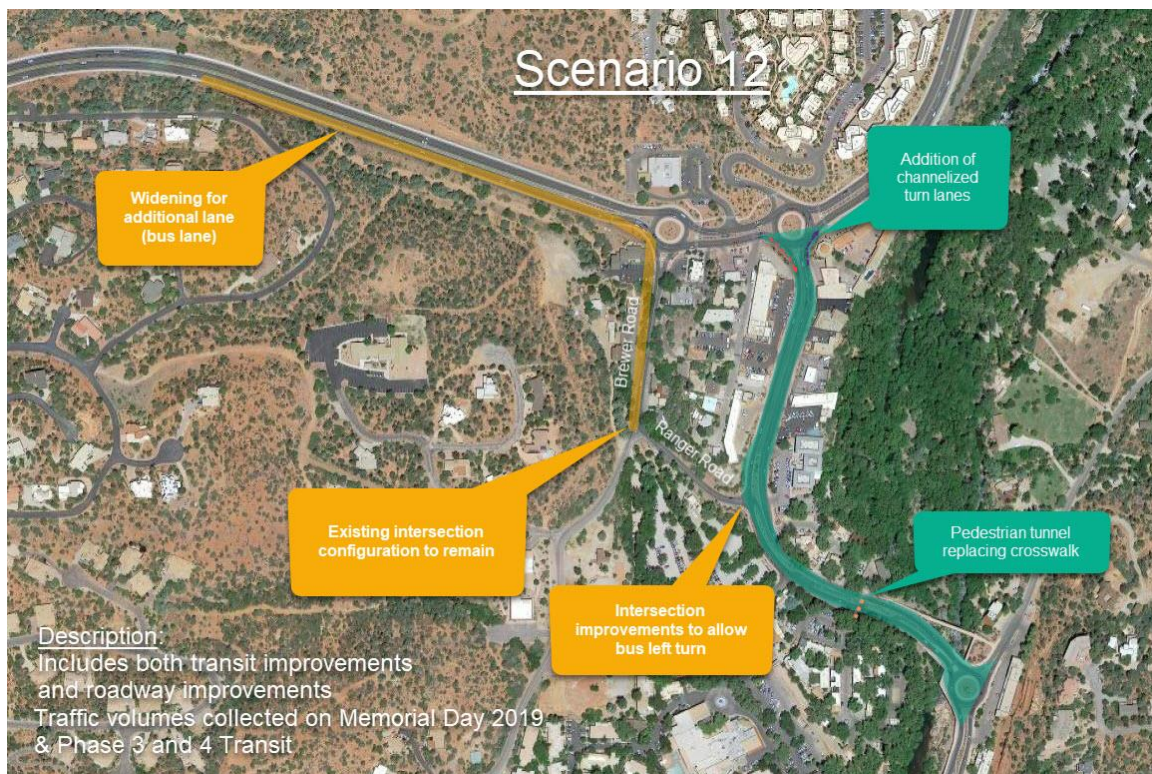 Scenario 12
Addition of
channelized
turn lanes
Widening for
additional lane
(bus lane)
Brewer Road
Ranger Road
Existing intersection
configuration to remain
Pedestrian tunnel
replacing crosswalk
Intersection
improvements to allow
bus left turn
Description:
Includes both transit improvements
and roadway improvements
Traffic volumes collected on Memorial Day 2019
& Phase 3 and 4 Transit